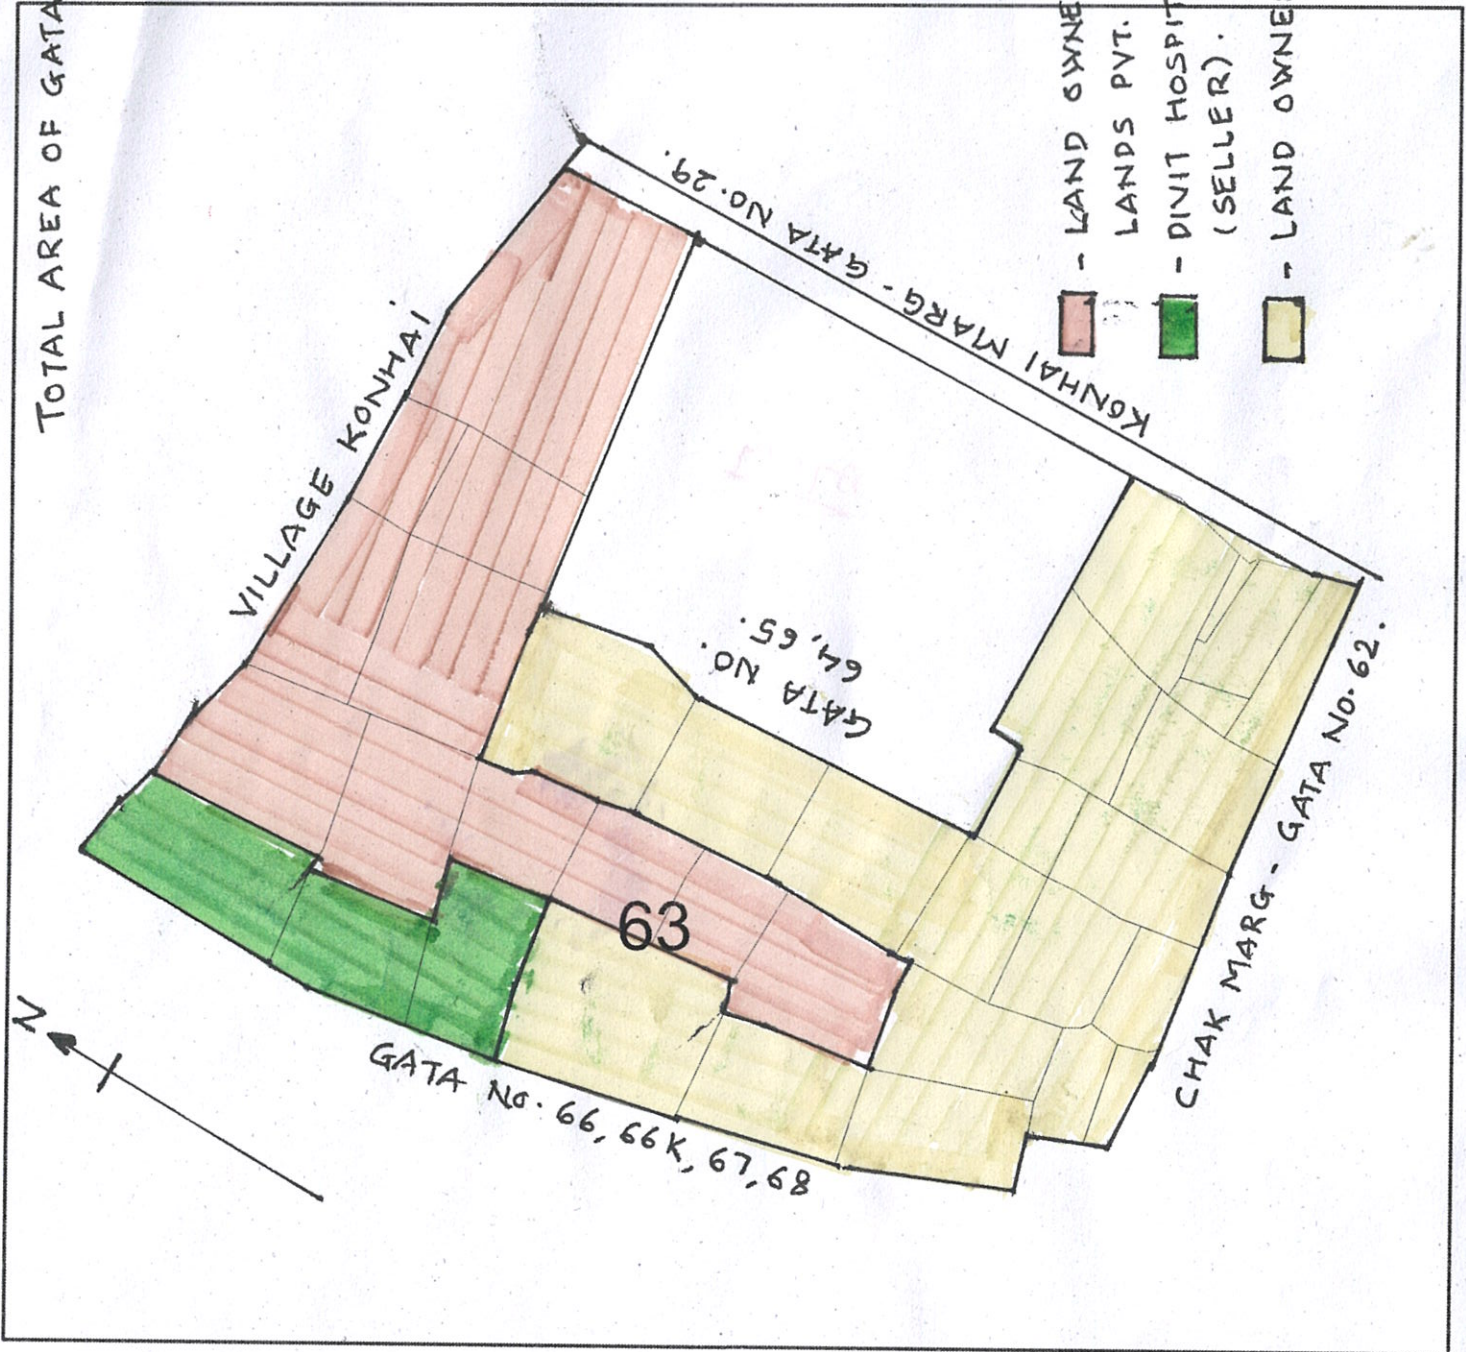 TOTAL AREA OF GATA
VILLAGE KONHAI.
KONHAI MARG - GATA NO. 29.
GATA NO.
64, 65.
63
N
GATA No. 66, 66K, 67, 68
CHAK MARG - GATA NO. 62.
- LAND OWNE
LANDS PVT.
- DIVIT HOSPIT
(SELLER).
- LAND OWNE